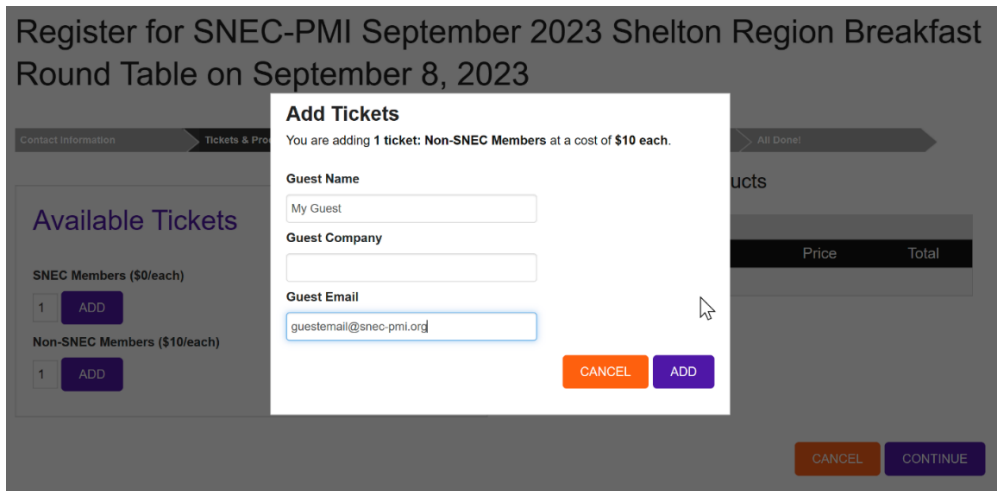 Register for SNEC-PMI September 2023 Shelton Region Breakfast
Round Table on September 8, 2023
Contact Information
Tickets & Pro
All Done!
Add Tickets
You are adding 1 ticket: Non-SNEC Members at a cost of $10 each.
Guest Name
My Guest
Guest Company
Guest Email
guestemail@snec-pmi.org
CANCEL ADD
Available Tickets
SNEC Members ($0/each)
1 ADD
Non-SNEC Members ($10/each)
1 ADD
ucts
Price Total
CANCEL CONTINUE